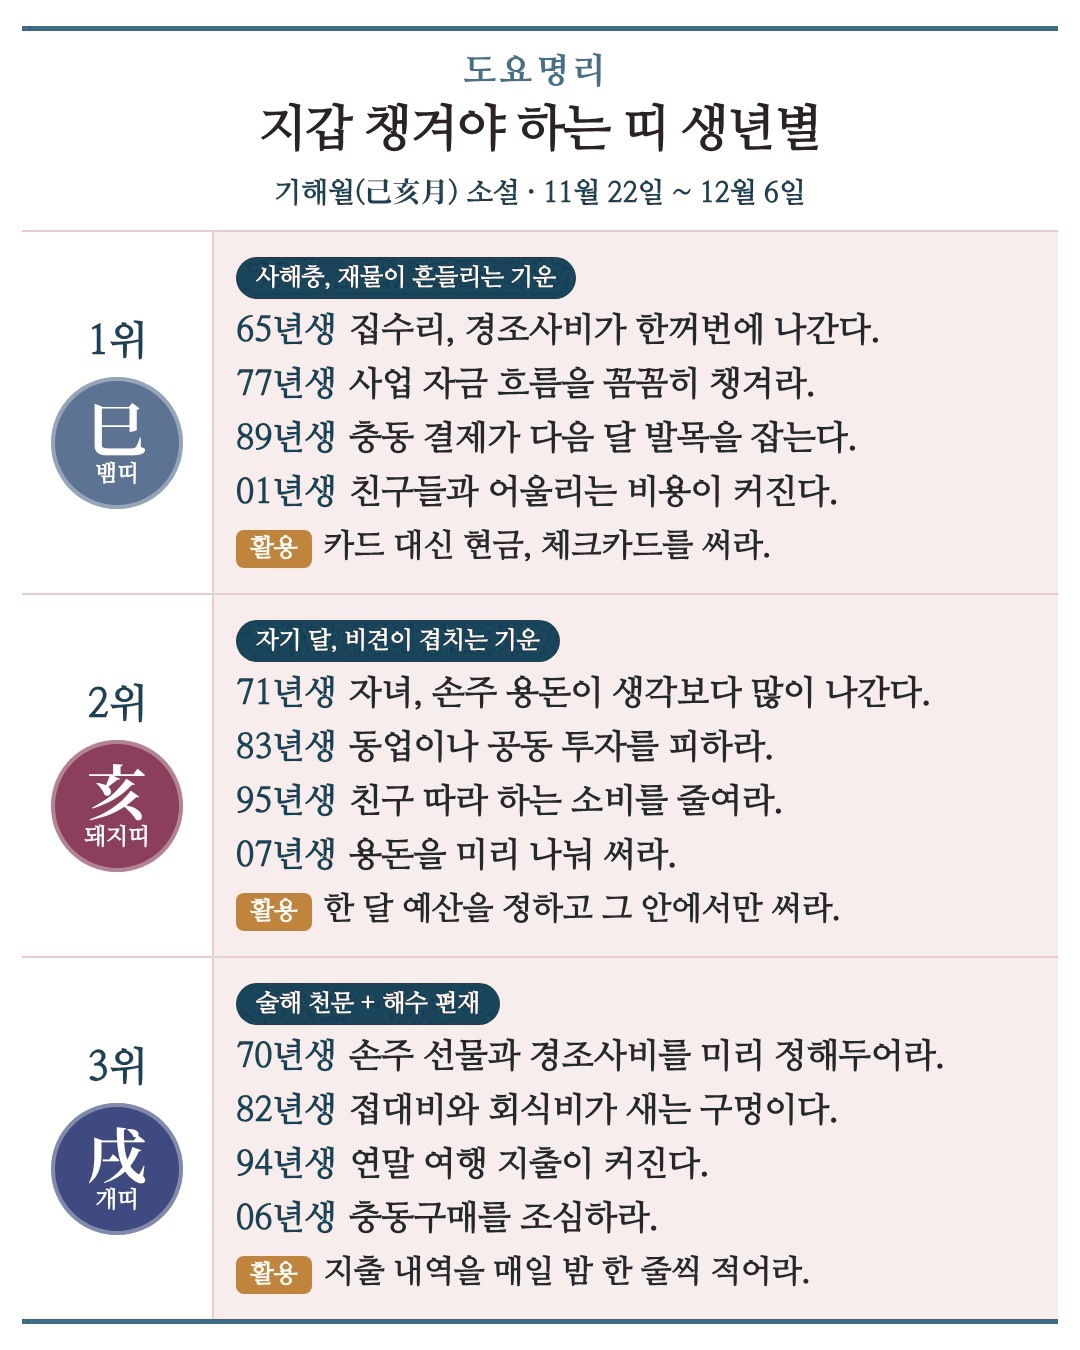 도요명리
지갑 챙겨야 하는 띠 생년별
기해월(己亥月) 소설 · 11월 22일 ~ 12월 6일
1위
巳
뱀띠
사해충, 재물이 흔들리는 기운
65년생 집수리, 경조사비가 한꺼번에 나간다.
77년생 사업 자금 흐름을 꼼꼼히 챙겨라.
89년생 충동 결제가 다음 달 발목을 잡는다.
01년생 친구들과 어울리는 비용이 커진다.
활용 카드 대신 현금, 체크카드를 써라.
2위
亥
돼지띠
자기 달, 비견이 겹치는 기운
71년생 자녀, 손주 용돈이 생각보다 많이 나간다.
83년생 동업이나 공동 투자를 피하라.
95년생 친구 따라 하는 소비를 줄여라.
07년생 용돈을 미리 나눠 써라.
활용 한 달 예산을 정하고 그 안에서만 써라.
3위
戌
개띠
술해 천문 + 해수 편재
70년생 손주 선물과 경조사비를 미리 정해두어라.
82년생 접대비와 회식비가 새는 구멍이다.
94년생 연말 여행 지출이 커진다.
06년생 충동구매를 조심하라.
활용 지출 내역을 매일 밤 한 줄씩 적어라.